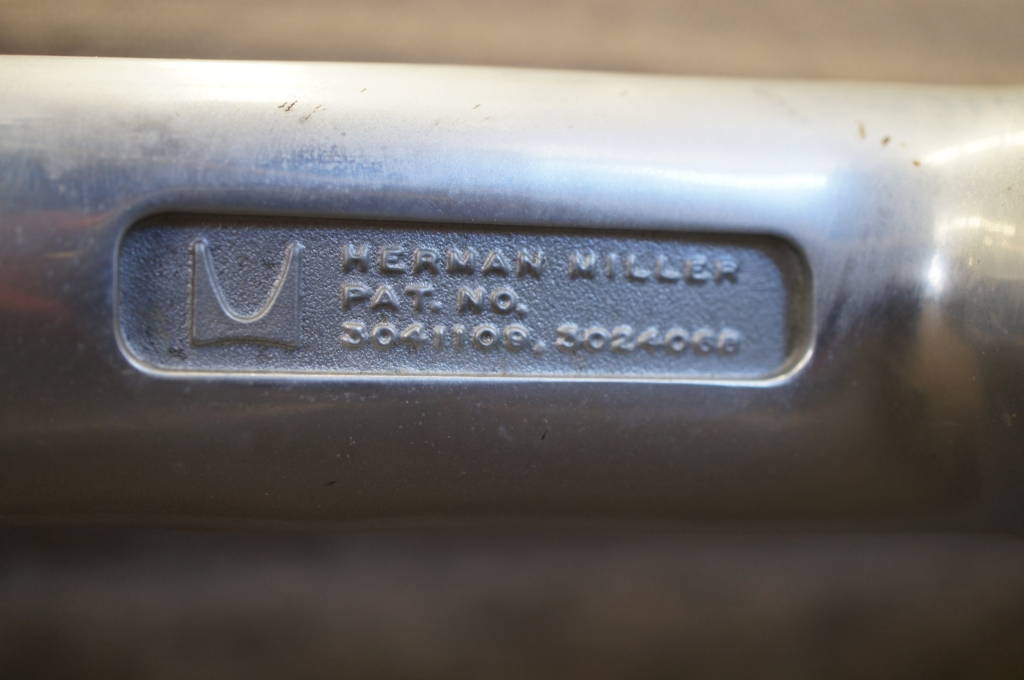 HERMAN MILLER
PAT. NO.
3041109, 3024068